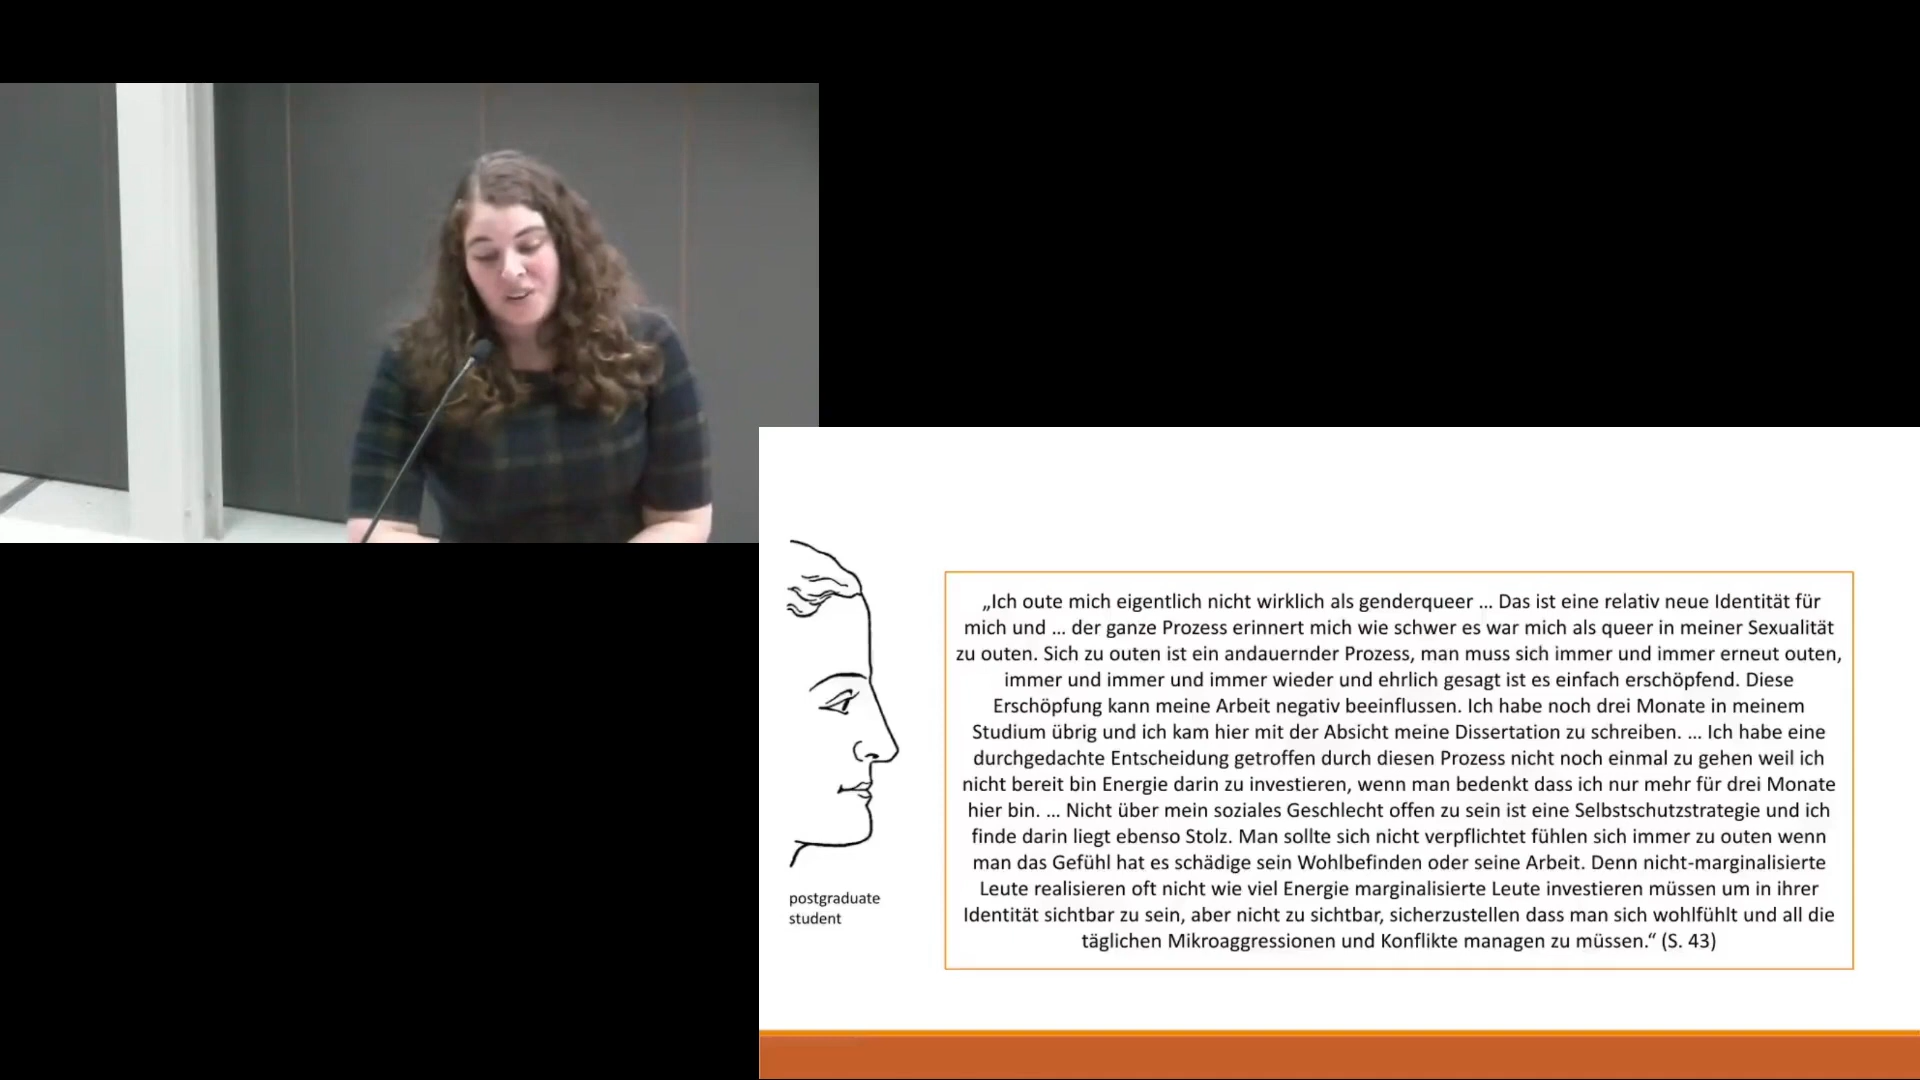 „Ich oute mich eigentlich nicht wirklich als genderqueer ... Das ist eine relativ neue Identität für
mich und ... der ganze Prozess erinnert mich wie schwer es war mich als queer in meiner Sexualität
zu outen. Sich zu outen ist ein andauernder Prozess, man muss sich immer und immer erneut outen,
immer und immer und immer wieder und ehrlich gesagt ist es einfach erschöpfend. Diese
Erschöpfung kann meine Arbeit negativ beeinflussen. Ich habe noch drei Monate in meinem
Studium übrig und ich kam hier mit der Absicht meine Dissertation zu schreiben. ... Ich habe eine
durchgedachte Entscheidung getroffen durch diesen Prozess nicht noch einmal zu gehen weil ich
nicht bereit bin Energie darin zu investieren, wenn man bedenkt dass ich nur mehr für drei Monate
hier bin. ... Nicht über mein soziales Geschlecht offen zu sein ist eine Selbstschutzstrategie und ich
finde darin liegt ebenso Stolz. Man sollte sich nicht verpflichtet fühlen sich immer zu outen wenn
man das Gefühl hat es schädige sein Wohlbefinden oder seine Arbeit. Denn nicht-marginalisierte
Leute realisieren oft nicht wie viel Energie marginalisierte Leute investieren müssen um in ihrer
Identität sichtbar zu sein, aber nicht zu sichtbar, sicherzustellen dass man sich wohlfühlt und all die
täglichen Mikroaggressionen und Konflikte managen zu müssen.“ (S. 43)
postgraduate
student